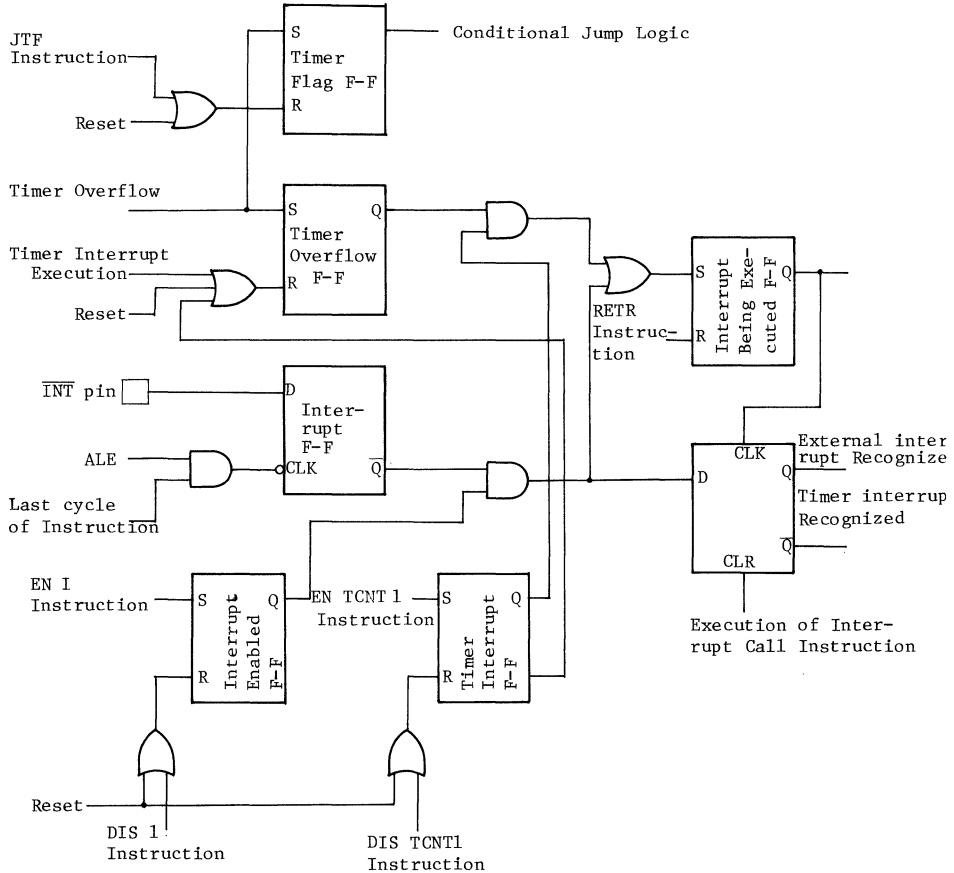 JTF
Instruction
Reset
S
Timer
Flag F-F
R
Conditional Jump Logic
Timer Overflow
S
Q
Timer
Overflow
F-F
R
Timer Interrupt
Execution
Reset
RETR
Instruc-
tion
S
Q
R
Interrupt
Being Exe-
cuted F-F
INT pin
D
Inter-
rupt
F-F
CLK
Q
ALE
Last cycle
of Instruction
CLK
D
Q
Q
CLR
External inter
rupt Recognize
Timer interrup
Recognized
Execution of Inter-
rupt Call Instruction
EN I
Instruction
S
Q
R
Interrupt
Enabled
F-F
EN TCNT1
Instruction
S
Q
R
Timer
Interrupt
F-F
Reset
DIS 1
Instruction
DIS TCNT1
Instruction